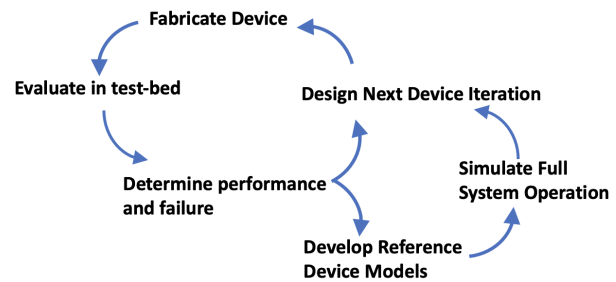 Fabricate Device
Evaluate in test-bed
Design Next Device Iteration
Determine performance
and failure
Simulate Full
System Operation
Develop Reference
Device Models